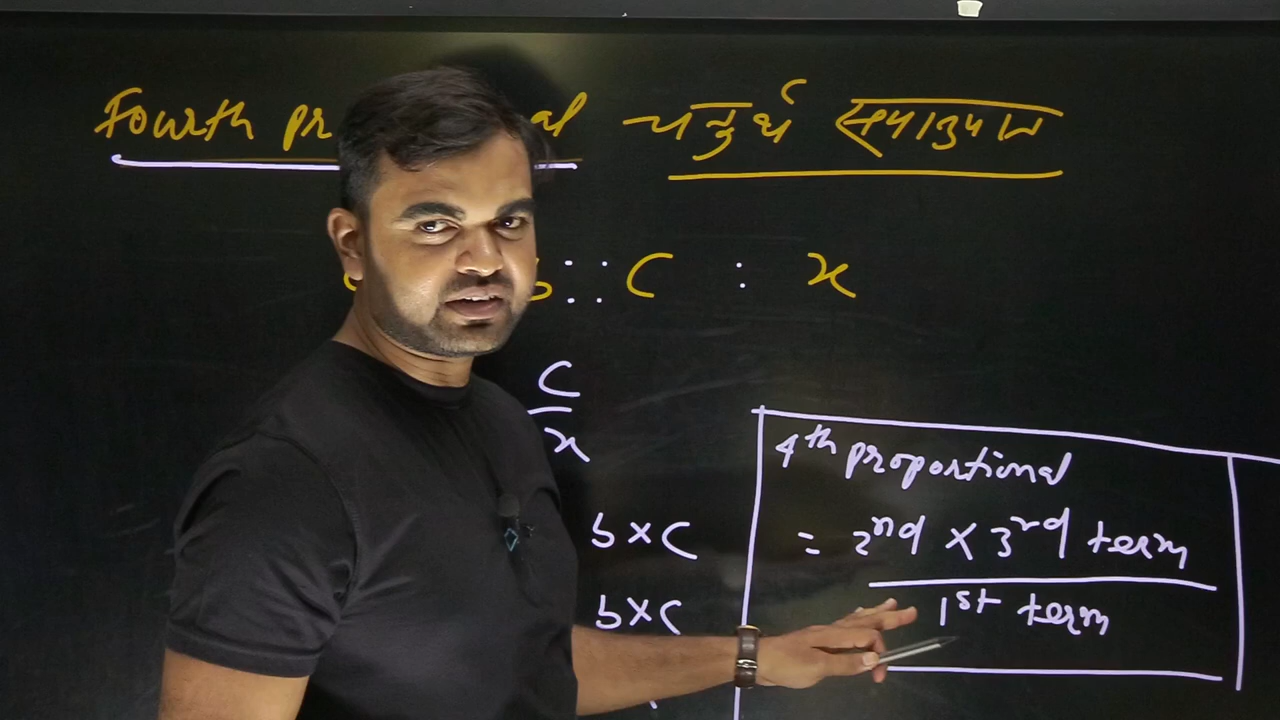 Fourth pr al चतुर्थ समानुपात
b :: C : x
C
x
b x C
b x C
4th proportional
= 2nd x 3rd term
1st term